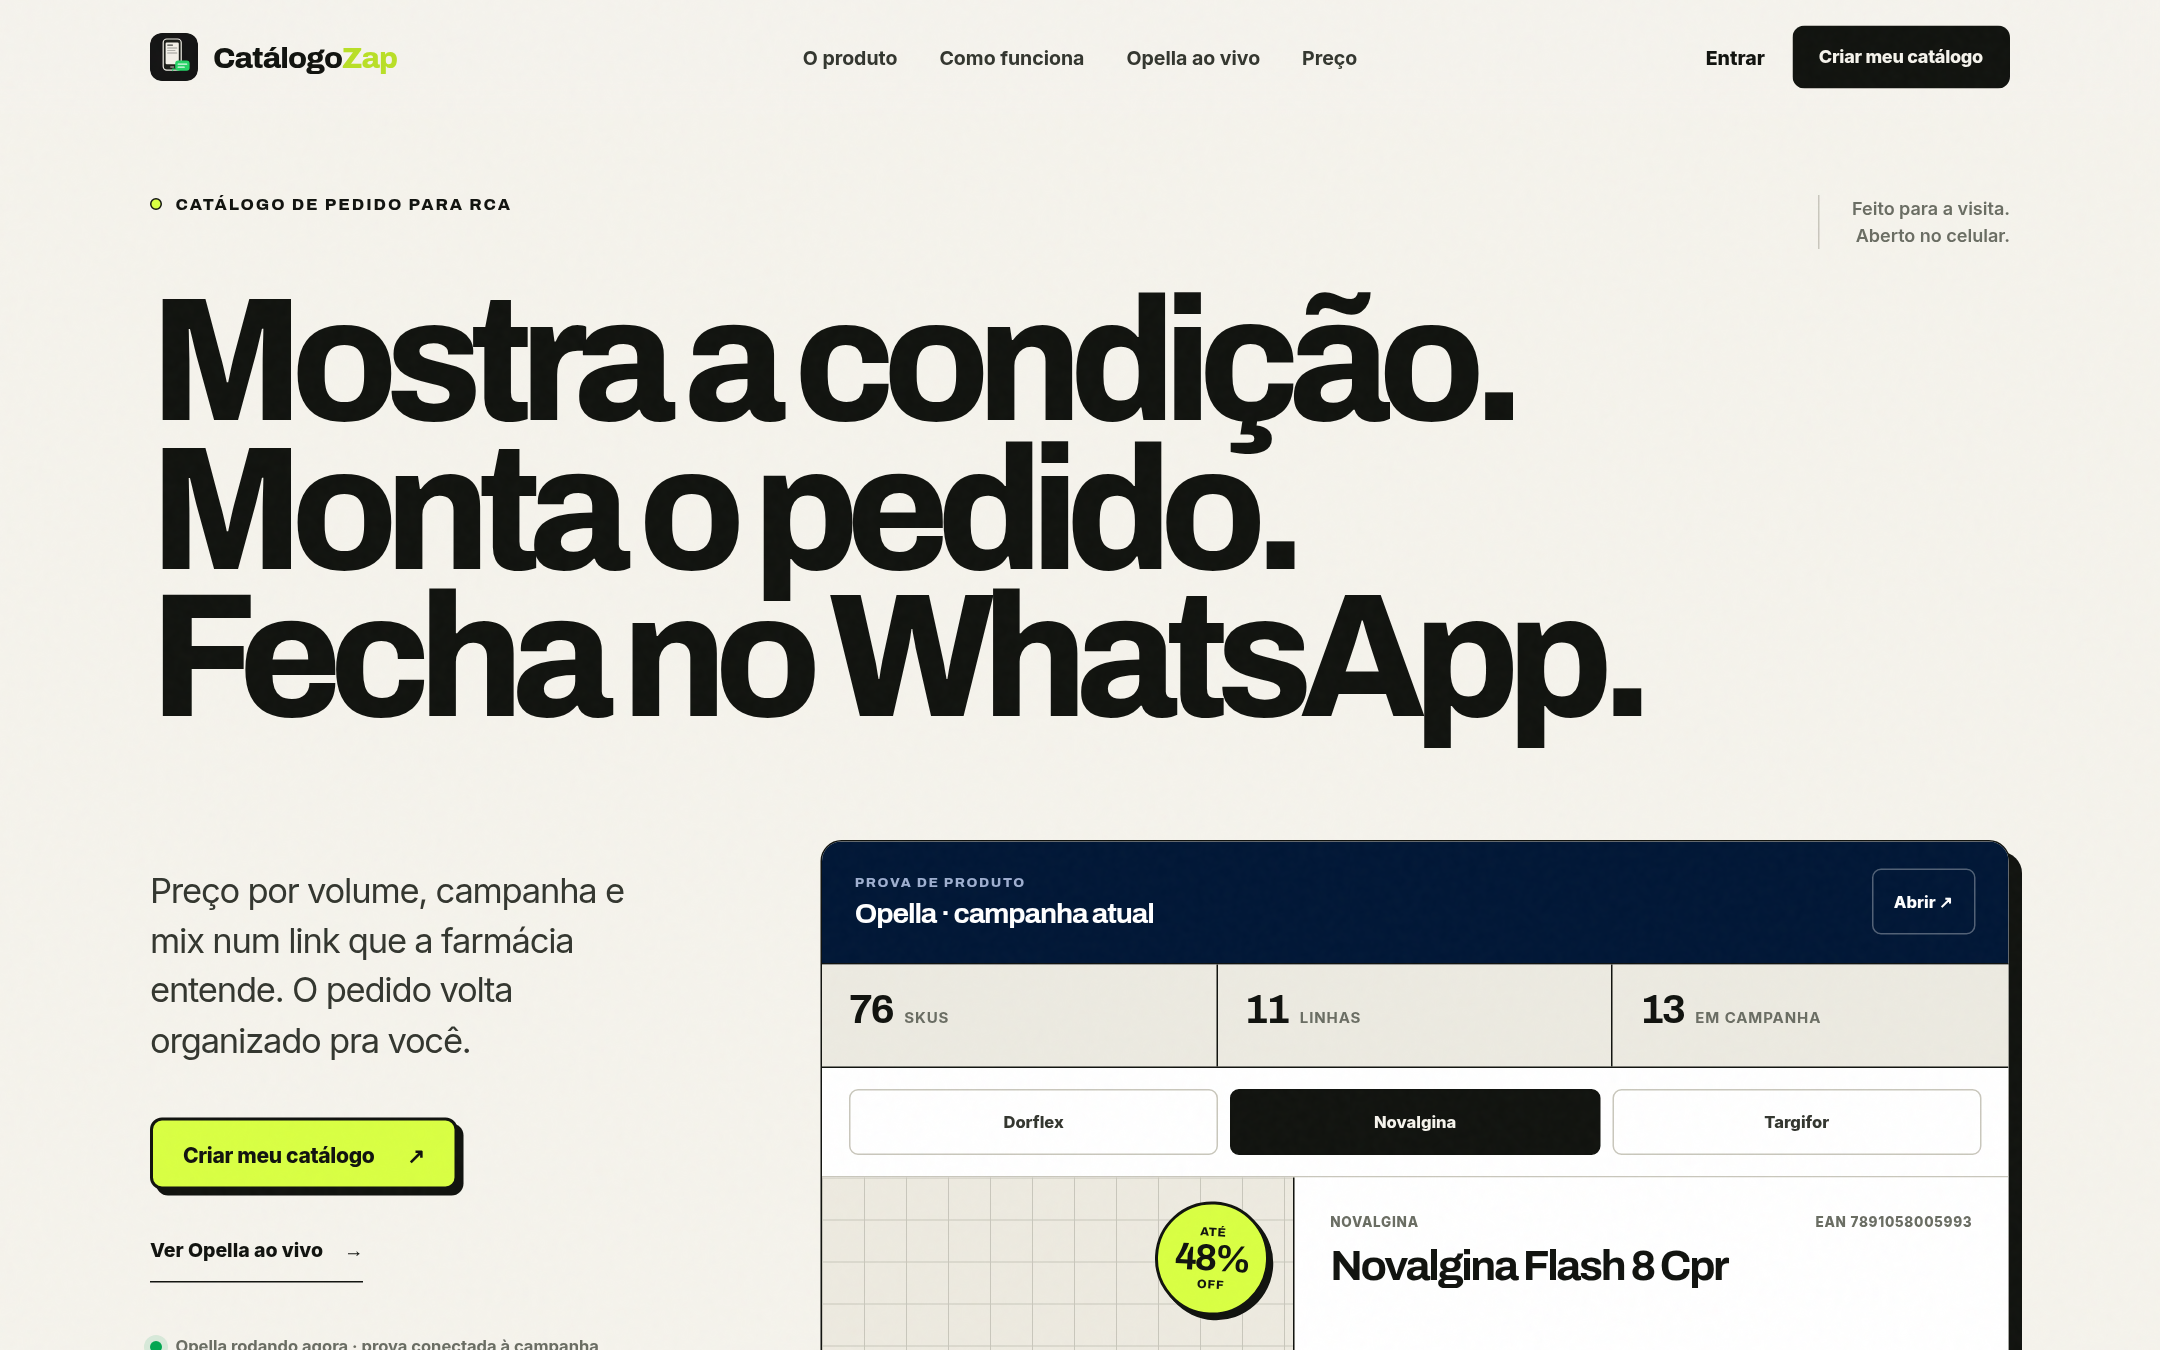 CatálogoZap
O produto
Como funciona
Opella ao vivo
Preço
Entrar
Criar meu catálogo
CATÁLOGO DE PEDIDO PARA RCA
Feito para a visita.
Aberto no celular.
Mostra a condição.
Monta o pedido.
Fecha no WhatsApp.
Preço por volume, campanha e
mix num link que a farmácia
entende. O pedido volta
organizado pra você.
Criar meu catálogo ↗
Ver Opella ao vivo →
Opella rodando agora · prova conectada à campanha
PROVA DE PRODUTO
Opella · campanha atual
Abrir ↗
76 SKUS
11 LINHAS
13 EM CAMPANHA
Dorflex
Novalgina
Targifor
ATÉ
48%
OFF
NOVALGINA
EAN 7891058005993
Novalgina Flash 8 Cpr